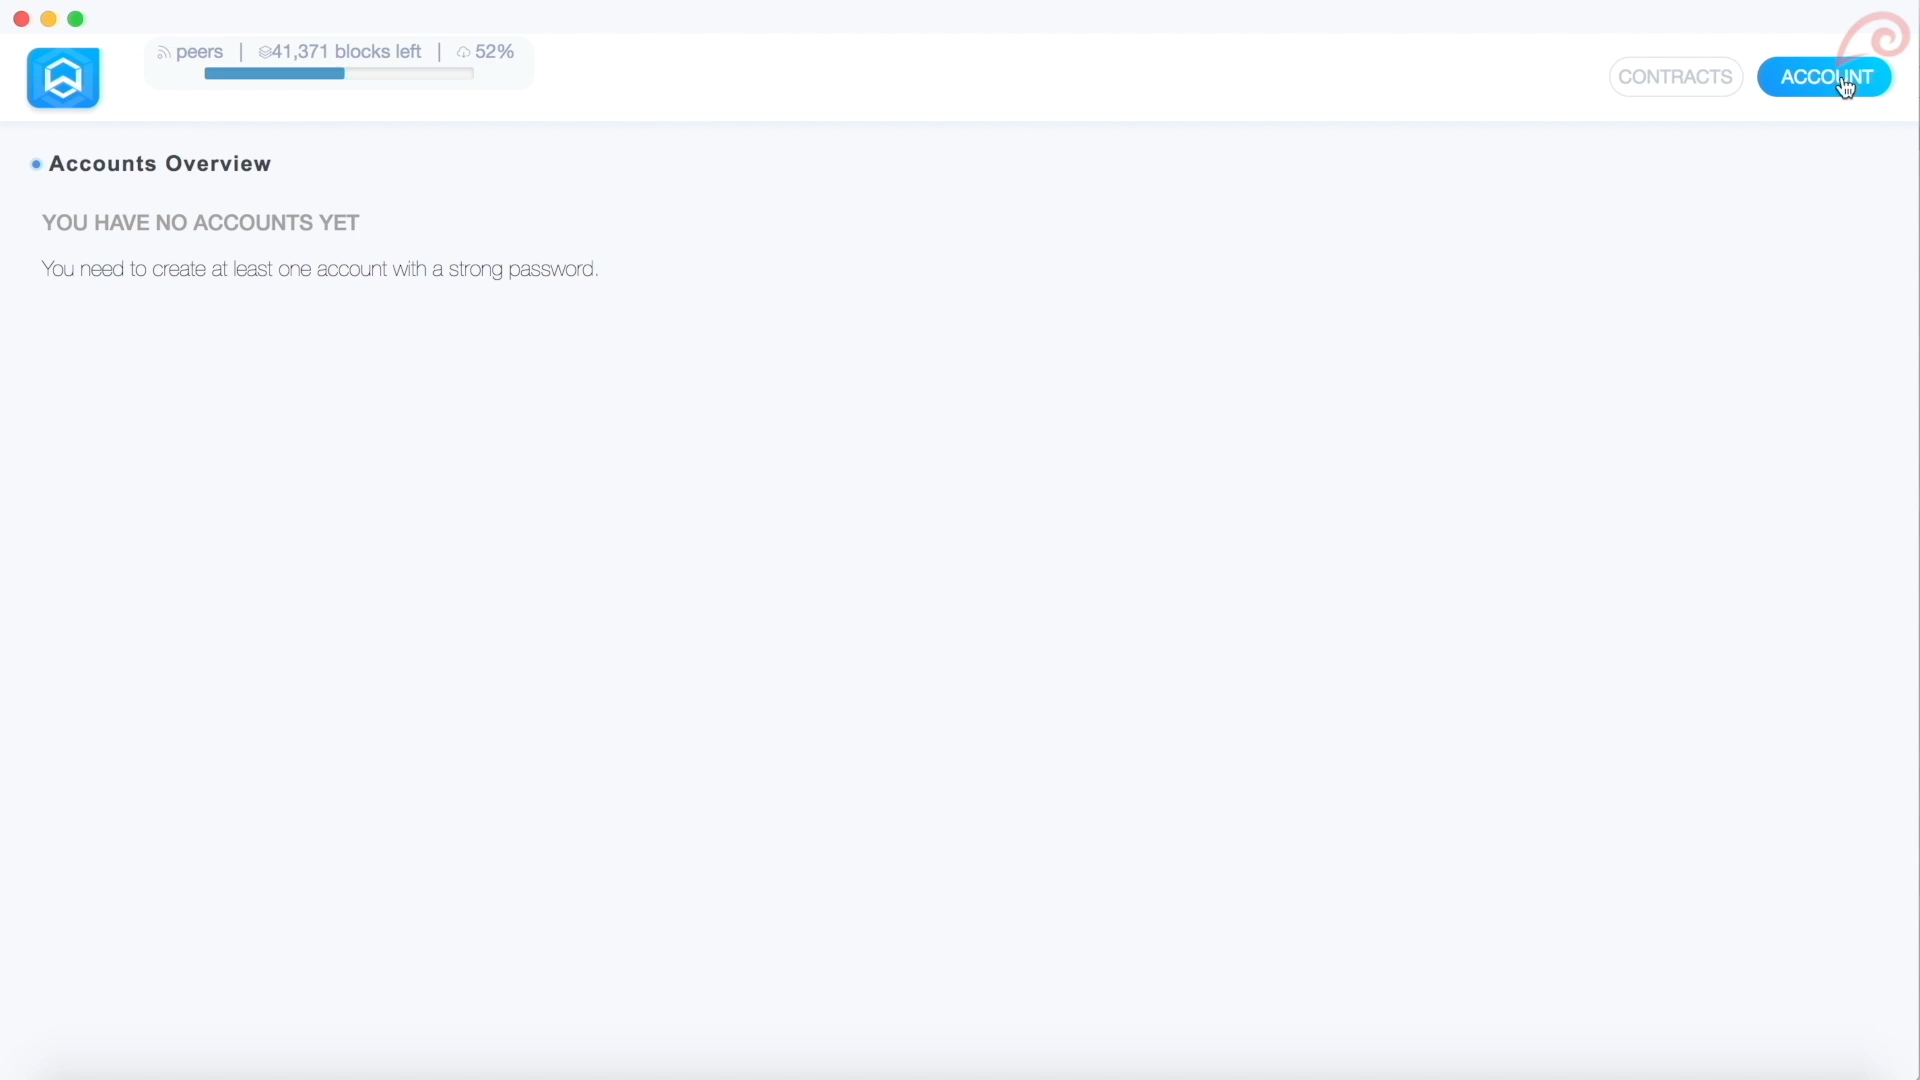 peers | 41,371 blocks left | 52%
CONTRACTS
ACCOUNT
Accounts Overview
YOU HAVE NO ACCOUNTS YET
You need to create at least one account with a strong password.